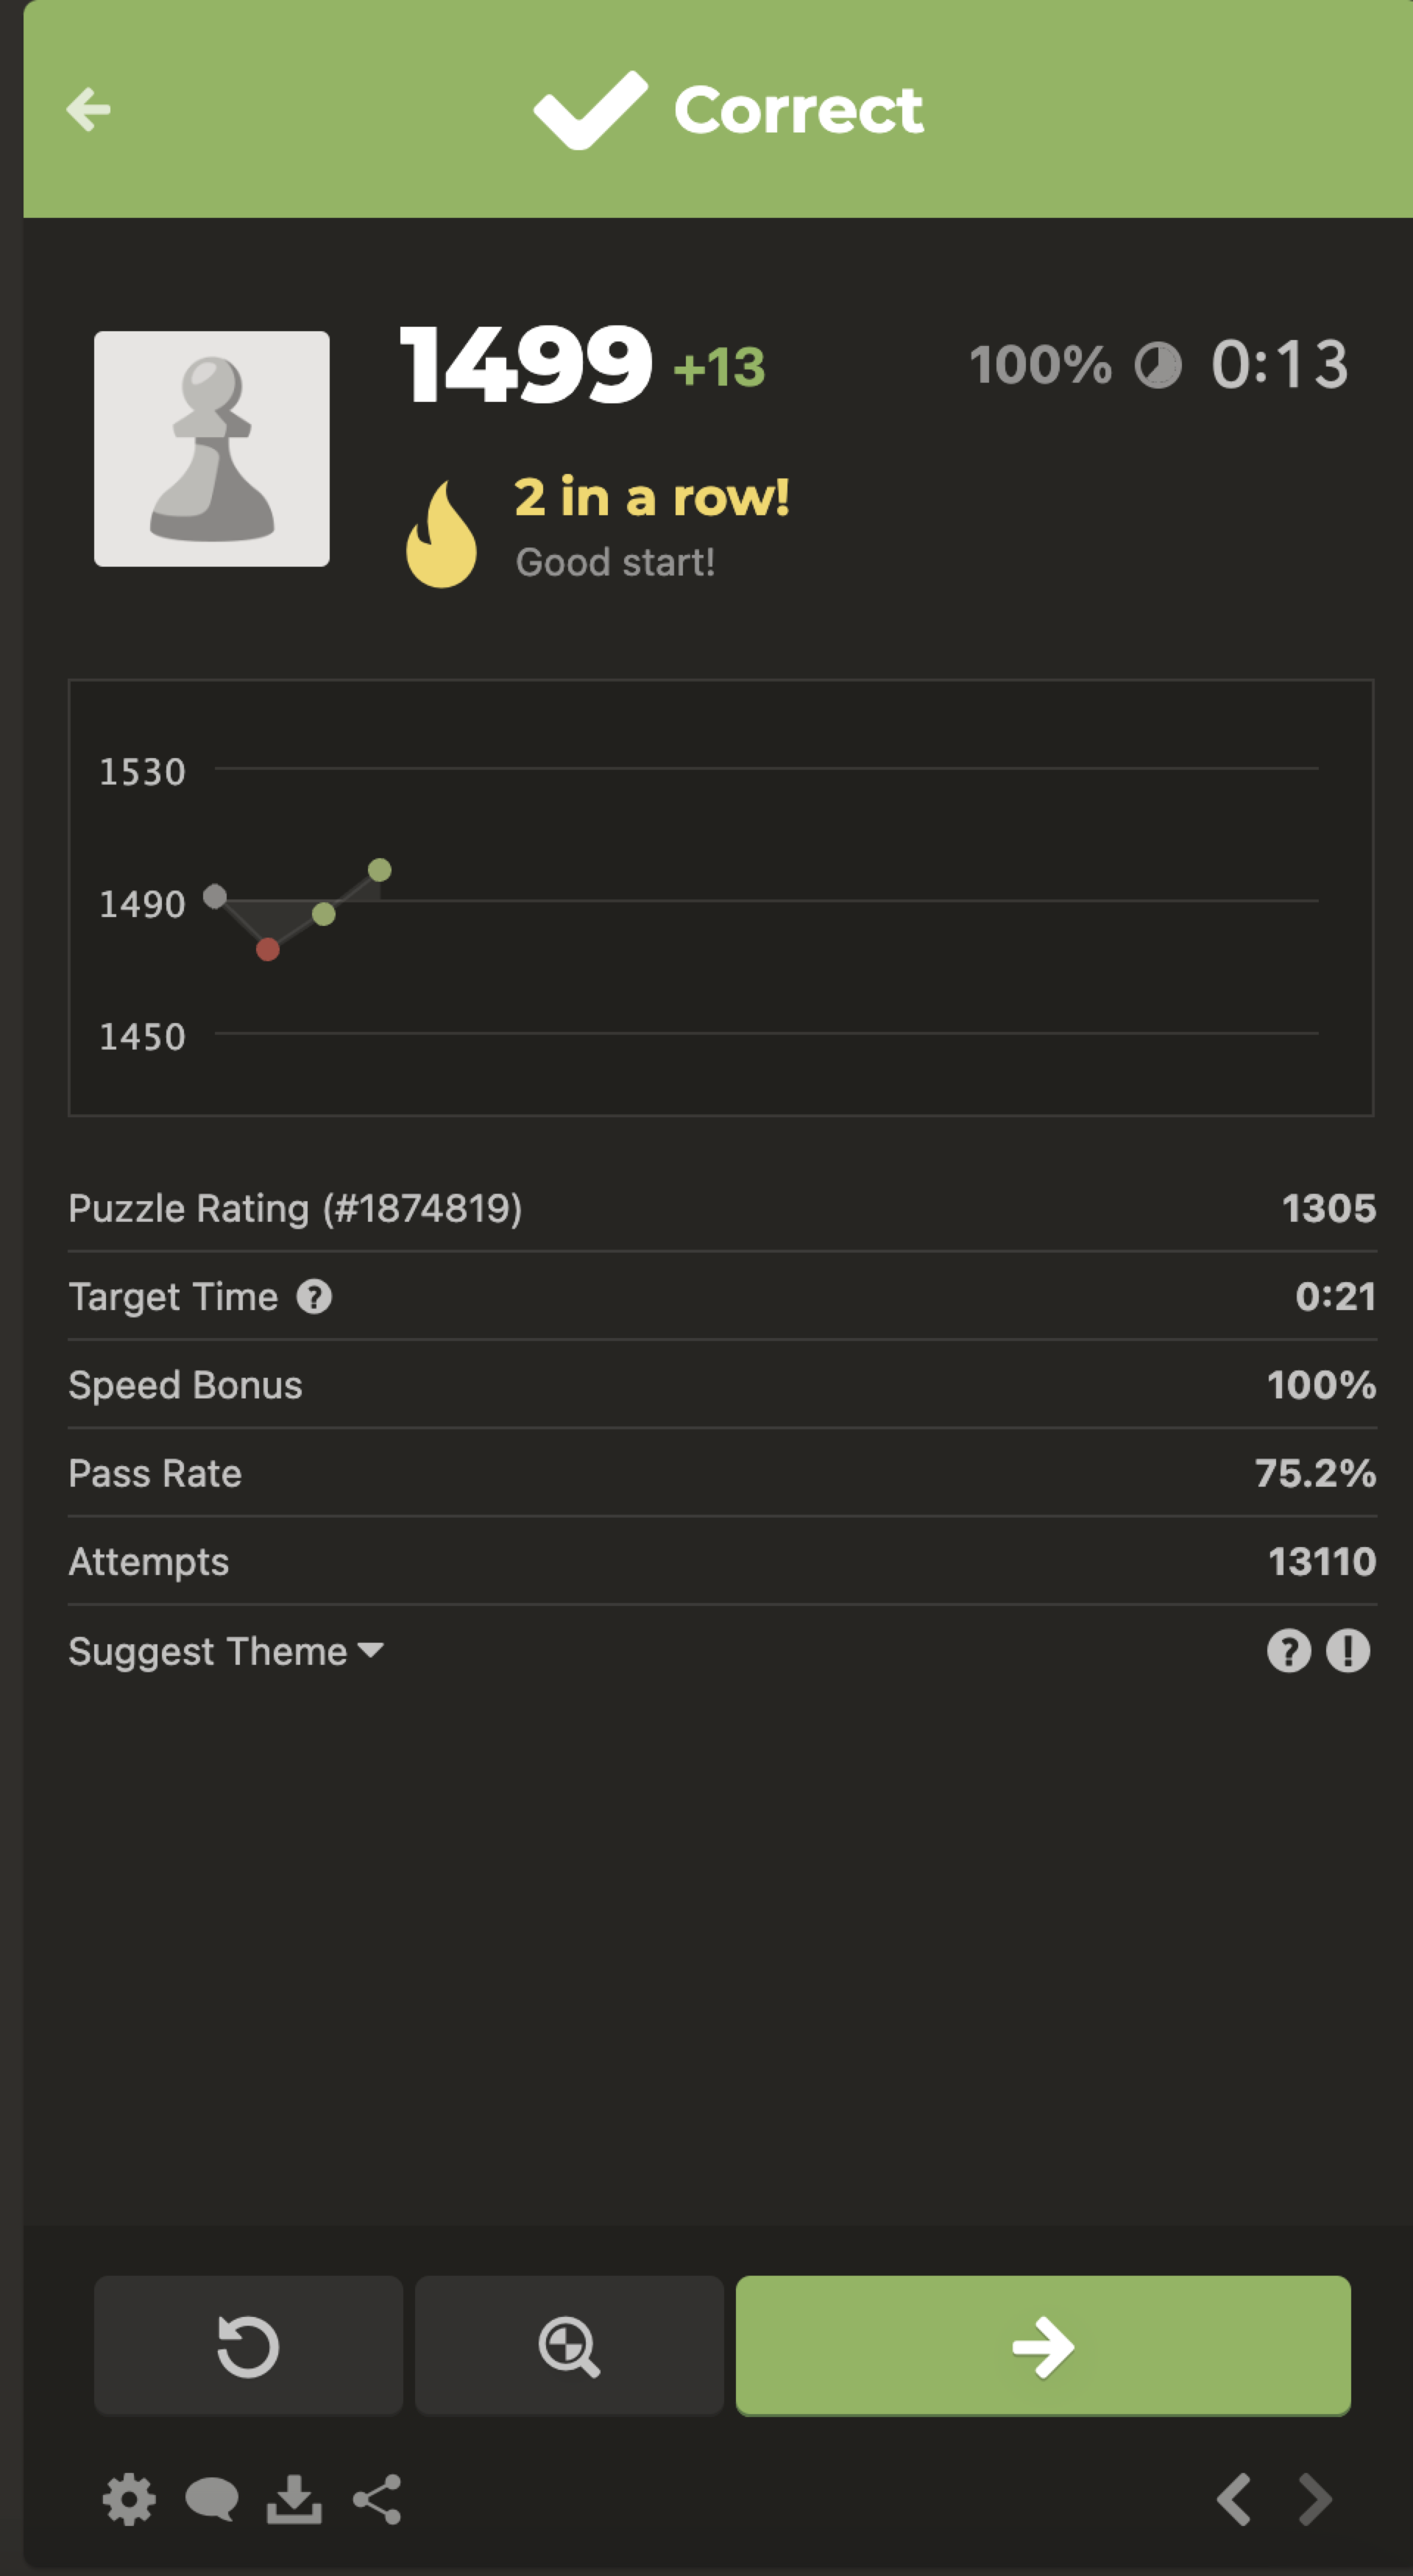 Correct
1499 +13 100% 0:13
2 in a row!
Good start!
1530
1490
1450
Puzzle Rating (#1874819) 1305
Target Time ? 0:21
Speed Bonus 100%
Pass Rate 75.2%
Attempts 13110
Suggest Theme ? !